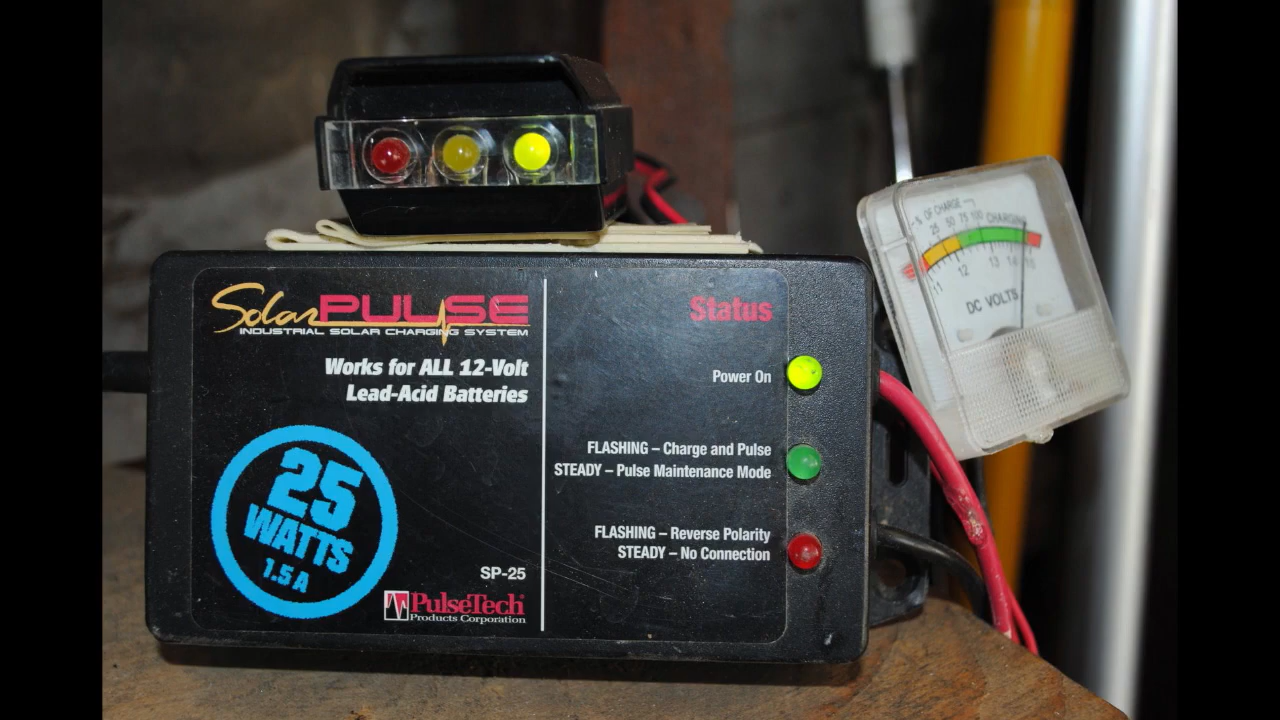 SolarPULSE
INDUSTRIAL SOLAR CHARGING SYSTEM
Works for ALL 12-Volt
Lead-Acid Batteries
25
WATTS
1.5 A
SP-25
PulseTech®
Products Corporation
Status
Power On
FLASHING – Charge and Pulse
STEADY – Pulse Maintenance Mode
FLASHING – Reverse Polarity
STEADY – No Connection
% OF CHARGE
25 50 75 100 CHARGING
11 12 13 14 15
DC VOLTS